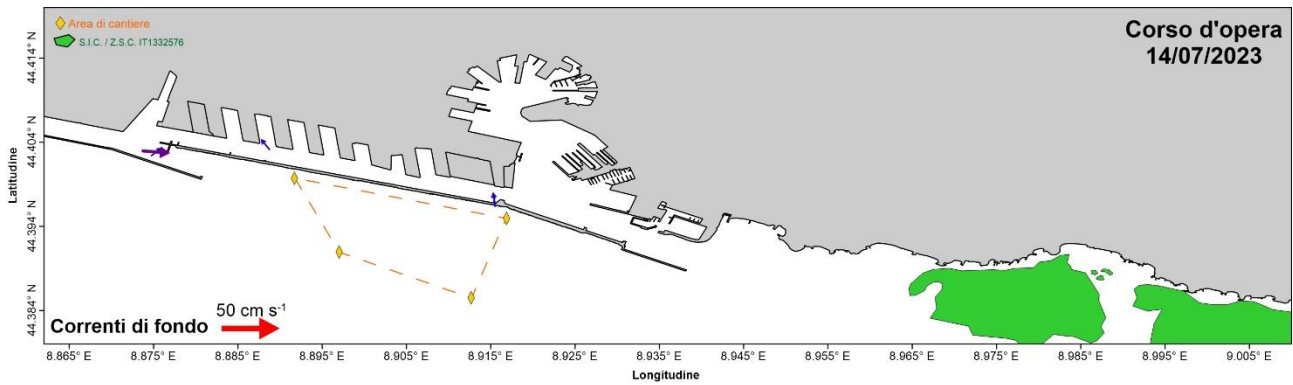 Area di cantiere
S.I.C. / Z.S.C. IT1332576
Corso d'opera
14/07/2023
Latitudine
44.414° N
44.404° N
44.394° N
44.384° N
Correnti di fondo
50 cm s⁻¹
8.865° E 8.875° E 8.885° E 8.895° E 8.905° E 8.915° E 8.925° E 8.935° E 8.945° E 8.955° E 8.965° E 8.975° E 8.985° E 8.995° E 9.005° E
Longitudine